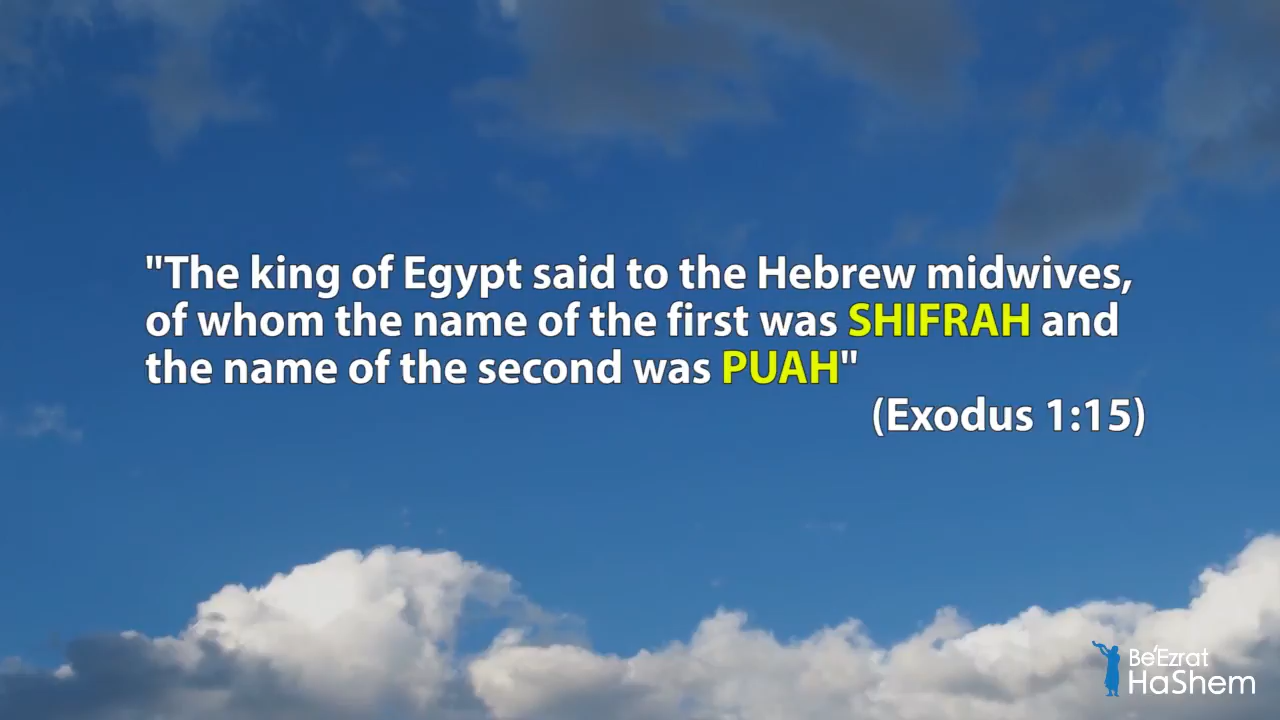 "The king of Egypt said to the Hebrew midwives,
of whom the name of the first was SHIFRAH and
the name of the second was PUAH"
(Exodus 1:15)
Be'Ezrat
HaShem